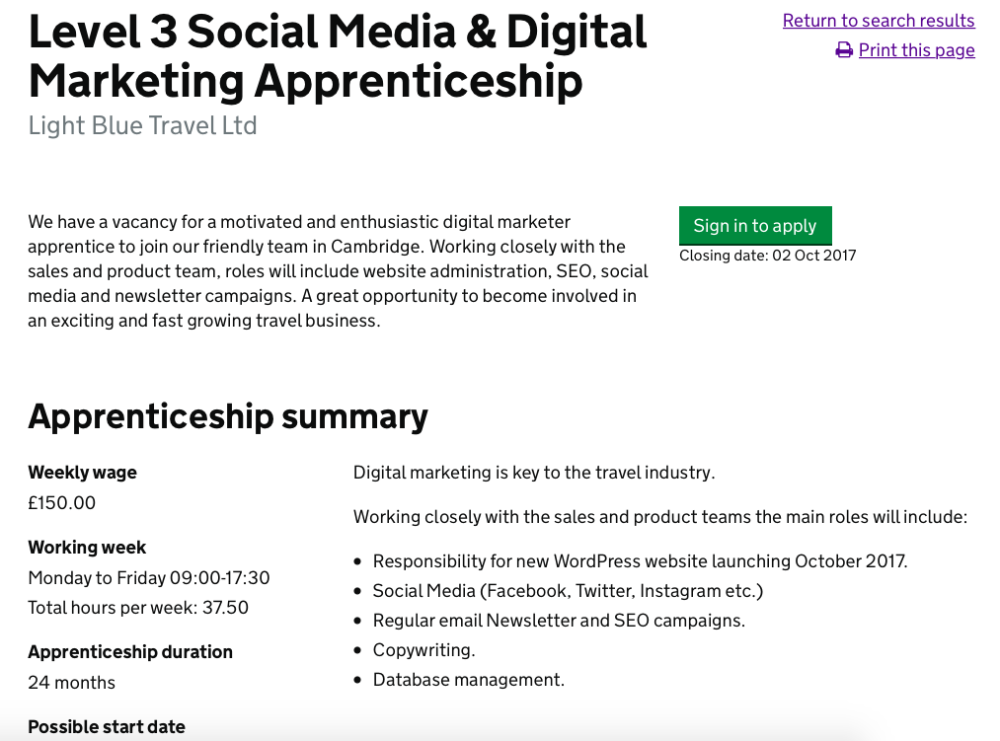 Level 3 Social Media & Digital
Marketing Apprenticeship
Light Blue Travel Ltd
Return to search results
Print this page
We have a vacancy for a motivated and enthusiastic digital marketer
apprentice to join our friendly team in Cambridge. Working closely with the
sales and product team, roles will include website administration, SEO, social
media and newsletter campaigns. A great opportunity to become involved in
an exciting and fast growing travel business.
Sign in to apply
Closing date: 02 Oct 2017
Apprenticeship summary
Weekly wage
£150.00
Working week
Monday to Friday 09:00-17:30
Total hours per week: 37.50
Apprenticeship duration
24 months
Possible start date
Digital marketing is key to the travel industry.
Working closely with the sales and product teams the main roles will include:
• Responsibility for new WordPress website launching October 2017.
• Social Media (Facebook, Twitter, Instagram etc.)
• Regular email Newsletter and SEO campaigns.
• Copywriting.
• Database management.